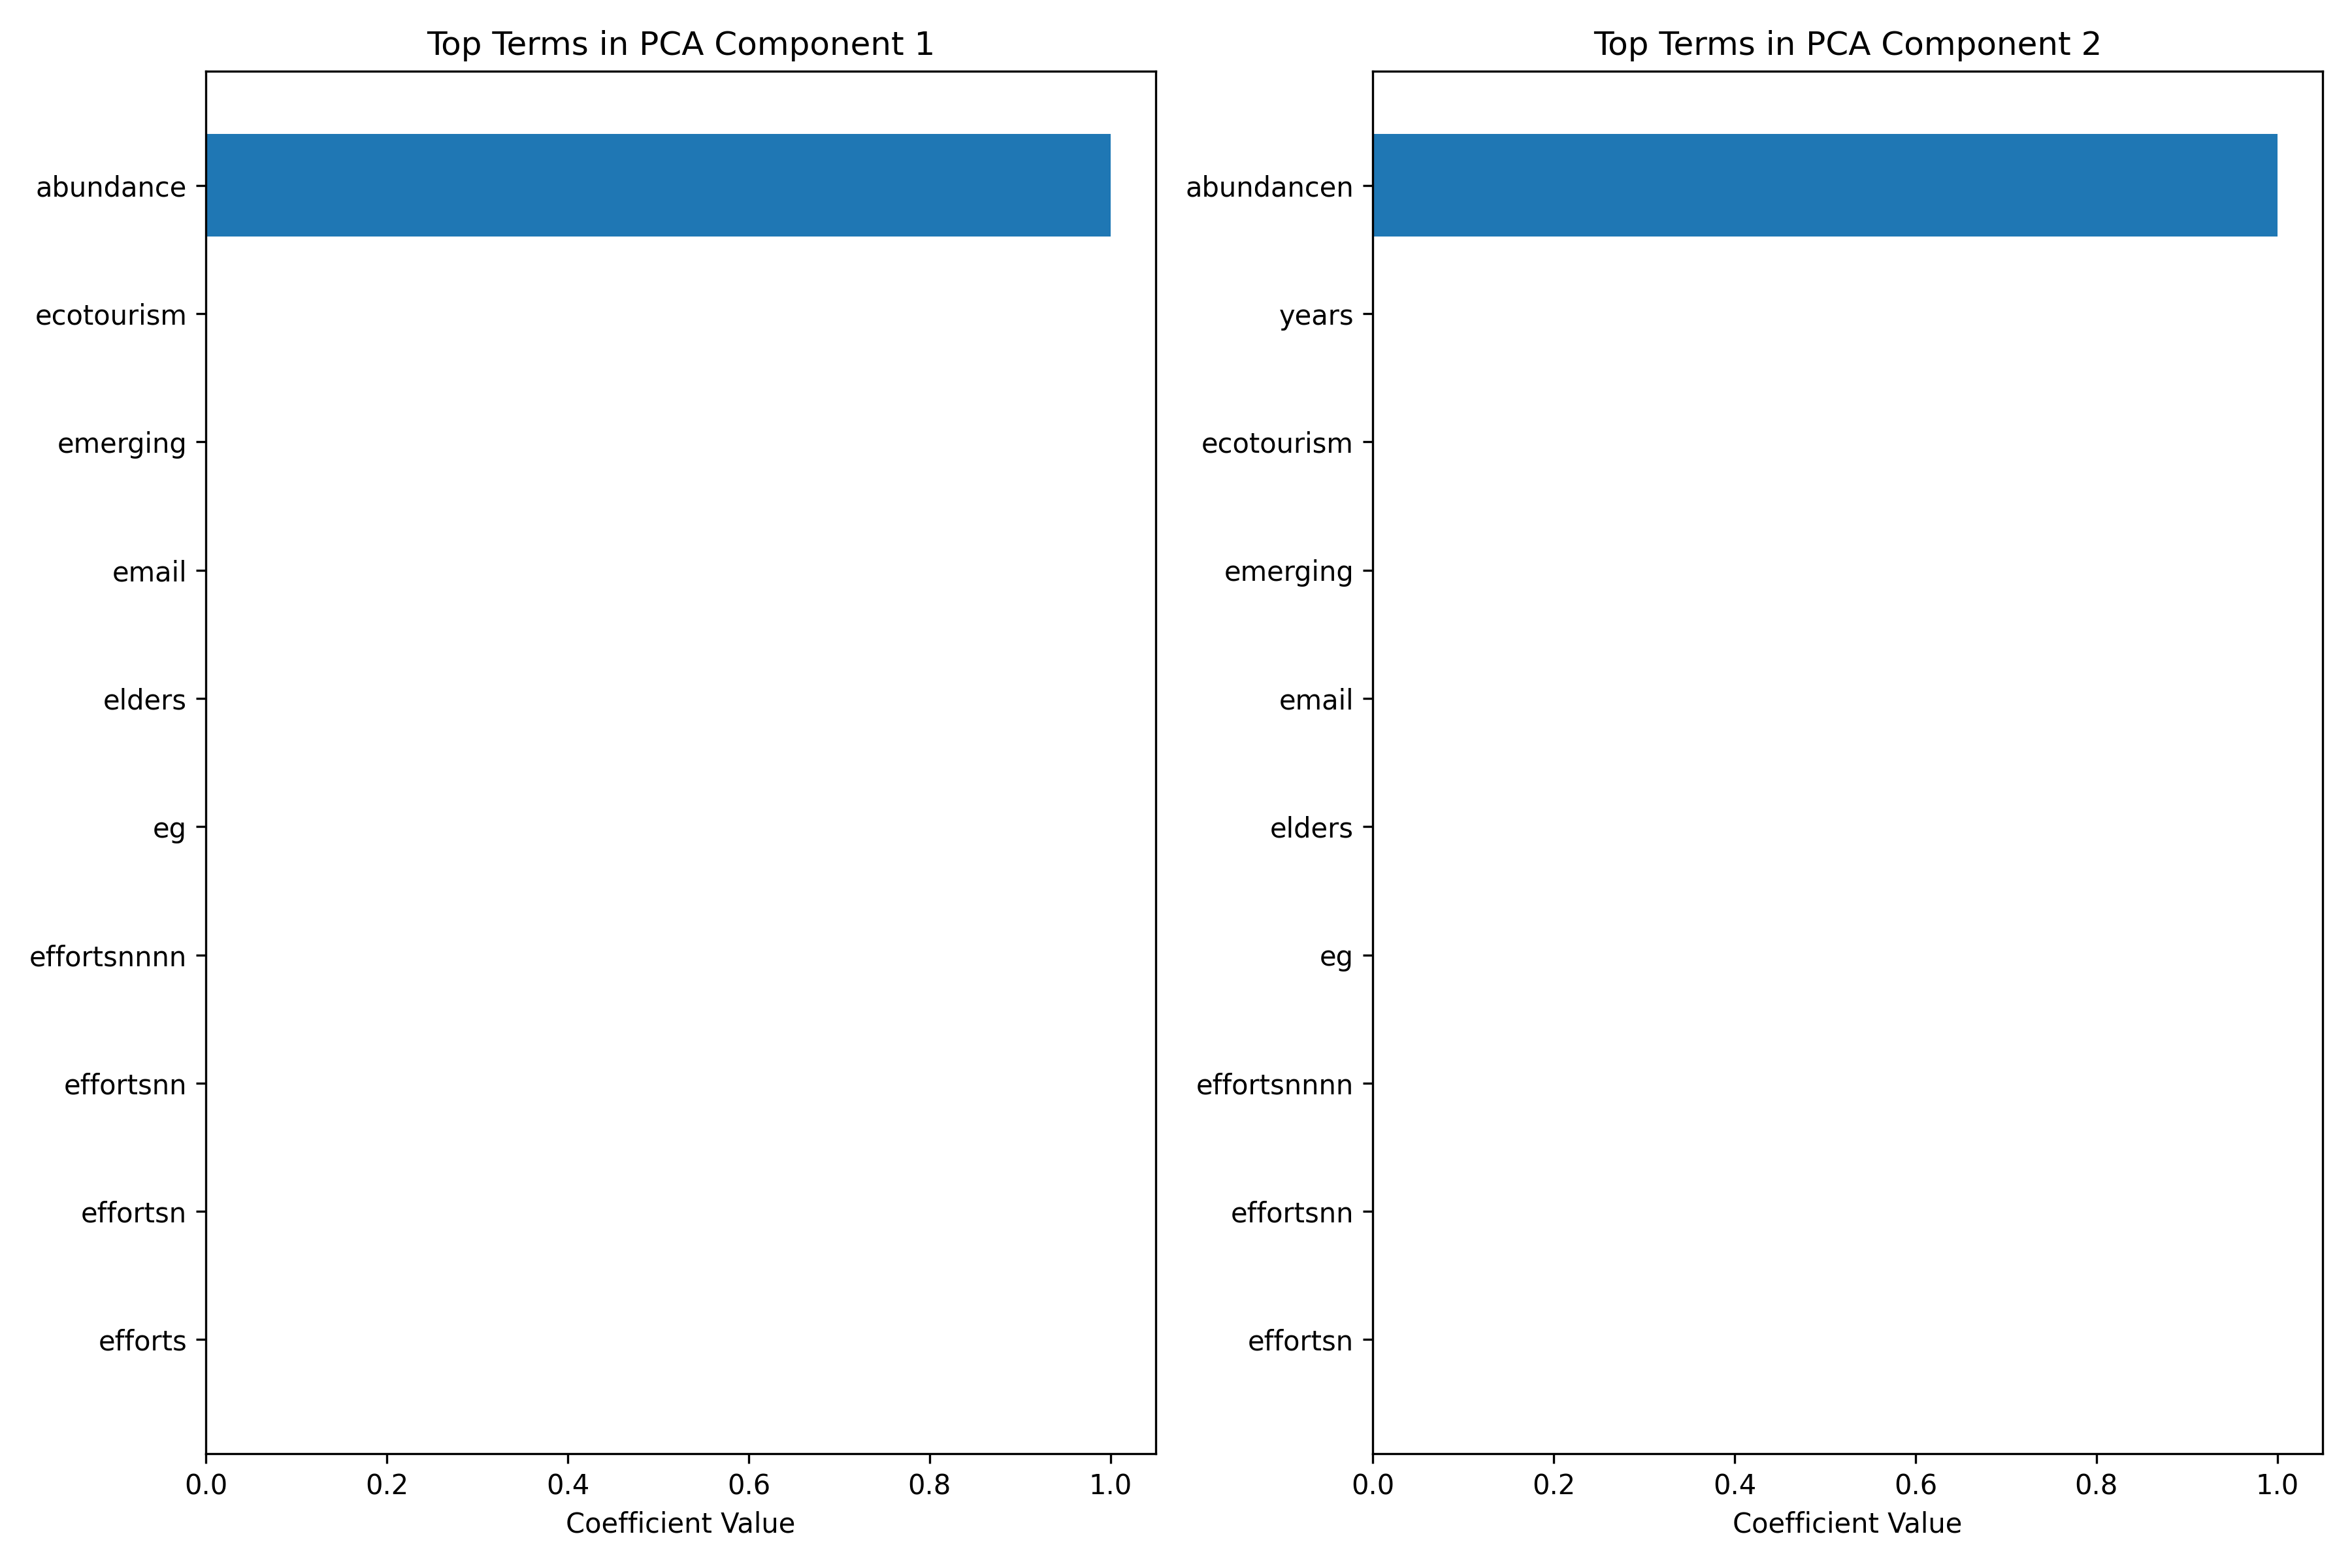 Top Terms in PCA Component 1
abundance
ecotourism
emerging
email
elders
eg
effortsnnnn
effortsnn
effortsn
efforts
0.0 0.2 0.4 0.6 0.8 1.0
Coefficient Value
Top Terms in PCA Component 2
abundancen
years
ecotourism
emerging
email
elders
eg
effortsnnnn
effortsnn
effortsn
0.0 0.2 0.4 0.6 0.8 1.0
Coefficient Value